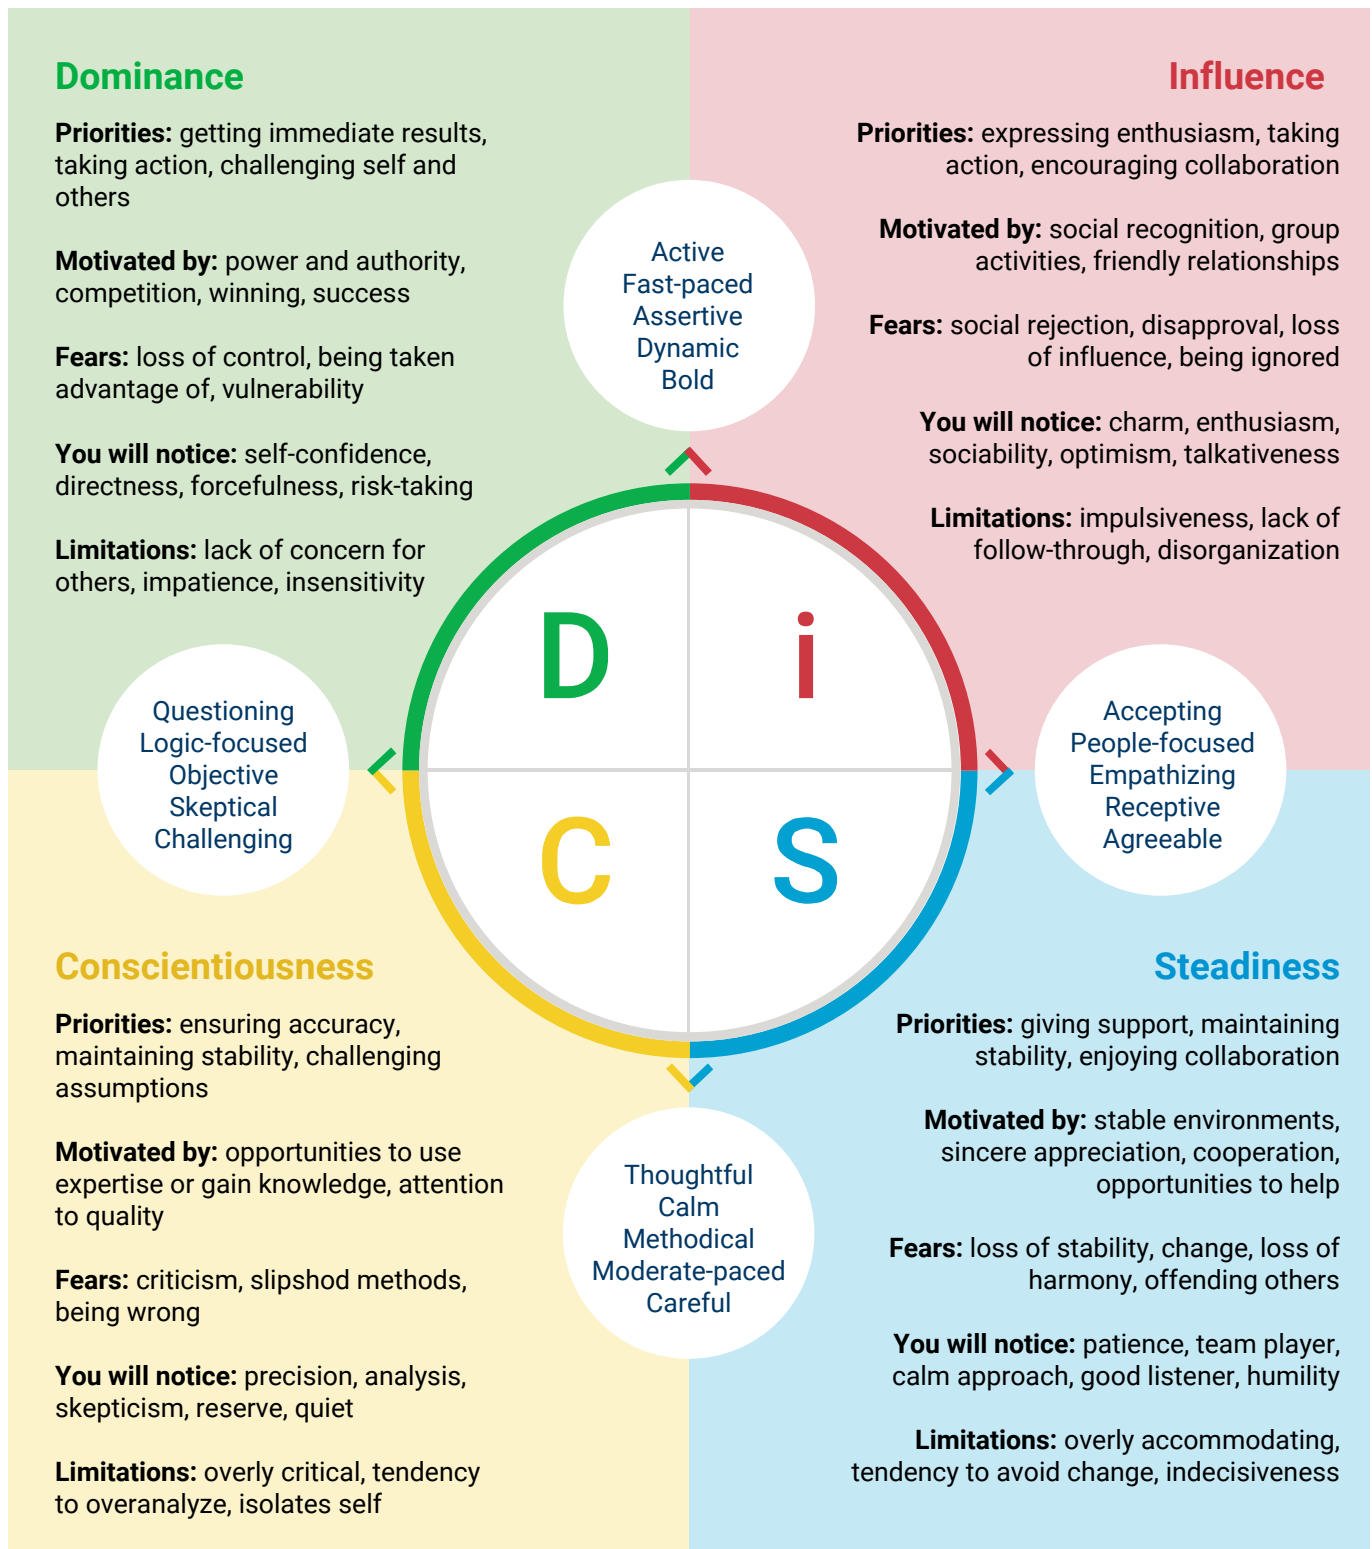 Dominance
Priorities: getting immediate results,
taking action, challenging self and
others
Motivated by: power and authority,
competition, winning, success
Fears: loss of control, being taken
advantage of, vulnerability
You will notice: self-confidence,
directness, forcefulness, risk-taking
Limitations: lack of concern for
others, impatience, insensitivity
Influence
Priorities: expressing enthusiasm, taking
action, encouraging collaboration
Motivated by: social recognition, group
activities, friendly relationships
Fears: social rejection, disapproval, loss
of influence, being ignored
You will notice: charm, enthusiasm,
sociability, optimism, talkativeness
Limitations: impulsiveness, lack of
follow-through, disorganization
Active
Fast-paced
Assertive
Dynamic
Bold
D
i
C
S
Questioning
Logic-focused
Objective
Skeptical
Challenging
Accepting
People-focused
Empathizing
Receptive
Agreeable
Conscientiousness
Priorities: ensuring accuracy,
maintaining stability, challenging
assumptions
Motivated by: opportunities to use
expertise or gain knowledge, attention
to quality
Fears: criticism, slipshod methods,
being wrong
You will notice: precision, analysis,
skepticism, reserve, quiet
Limitations: overly critical, tendency
to overanalyze, isolates self
Thoughtful
Calm
Methodical
Moderate-paced
Careful
Steadiness
Priorities: giving support, maintaining
stability, enjoying collaboration
Motivated by: stable environments,
sincere appreciation, cooperation,
opportunities to help
Fears: loss of stability, change, loss of
harmony, offending others
You will notice: patience, team player,
calm approach, good listener, humility
Limitations: overly accommodating,
tendency to avoid change, indecisiveness